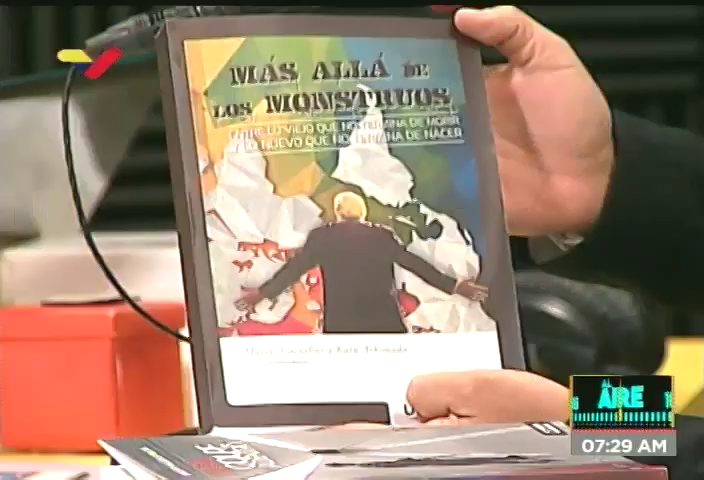 MÁS ALLÁ DE
LOS MONSTRUOS
ENTRE LO VIEJO QUE NO TERMINA DE MORIR
Y LO NUEVO QUE NO TERMINA DE NACER
AL
AIRE
07:29 AM